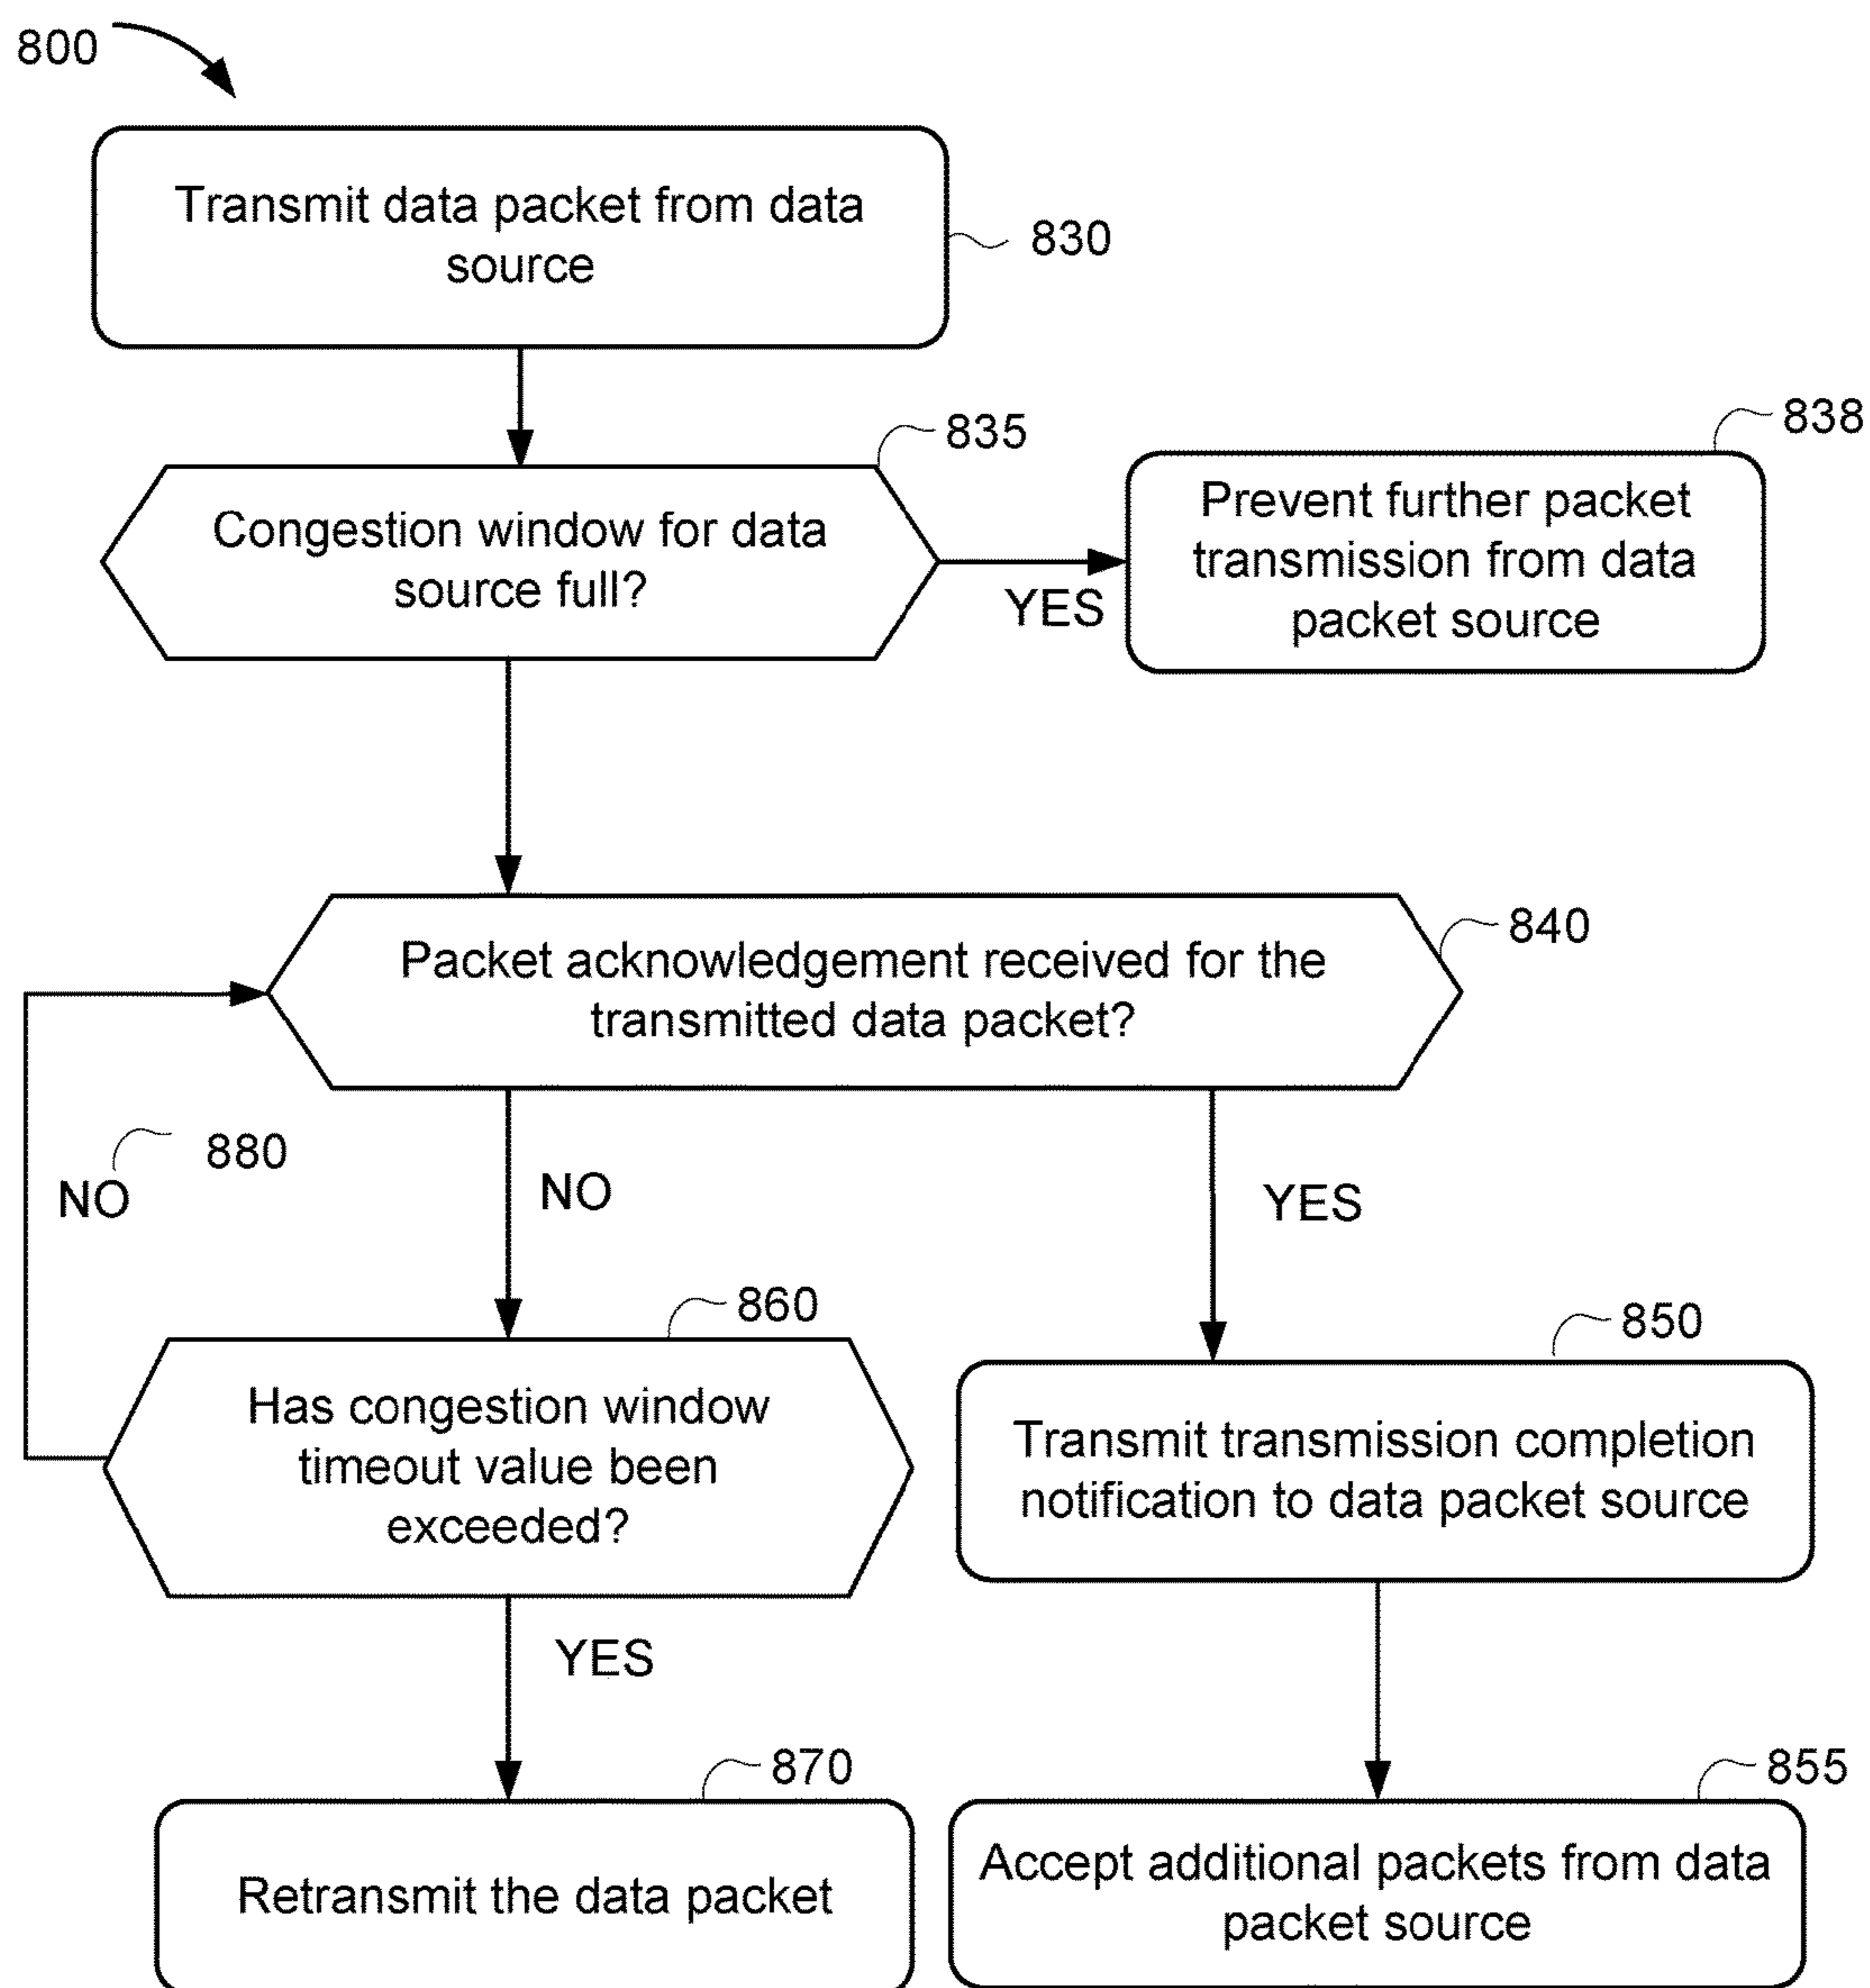 800
Transmit data packet from data
source
830
835
838
Congestion window for data
source full?
YES
Prevent further packet
transmission from data
packet source
840
Packet acknowledgement received for the
transmitted data packet?
880
NO
NO
YES
860
850
Has congestion window
timeout value been
exceeded?
Transmit transmission completion
notification to data packet source
YES
870
855
Retransmit the data packet
Accept additional packets from data
packet source